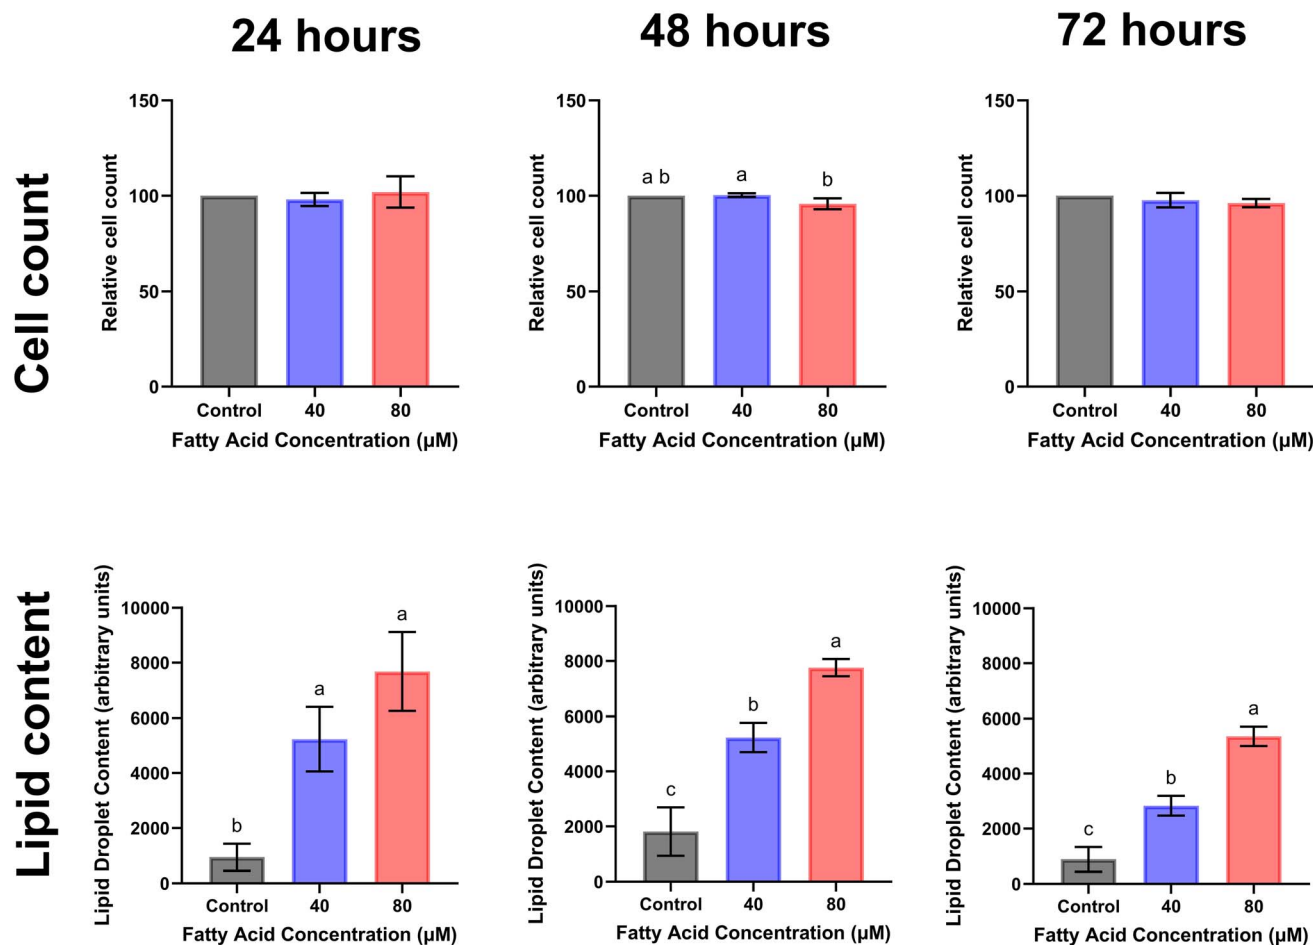 24 hours
48 hours
72 hours
Cell count
Relative cell count
150
100
50
0
Control 40 80
Fatty Acid Concentration (µM)
Relative cell count
150
100
50
0
a b
a
b
Control 40 80
Fatty Acid Concentration (µM)
Relative cell count
150
100
50
0
Control 40 80
Fatty Acid Concentration (µM)
Lipid content
Lipid Droplet Content (arbitrary units)
10000
8000
6000
4000
2000
0
b
a
a
Control 40 80
Fatty Acid Concentration (µM)
Lipid Droplet Content (arbitrary units)
10000
8000
6000
4000
2000
0
c
b
a
Control 40 80
Fatty Acid Concentration (µM)
Lipid Droplet Content (arbitrary units)
10000
8000
6000
4000
2000
0
c
b
a
Control 40 80
Fatty Acid Concentration (µM)